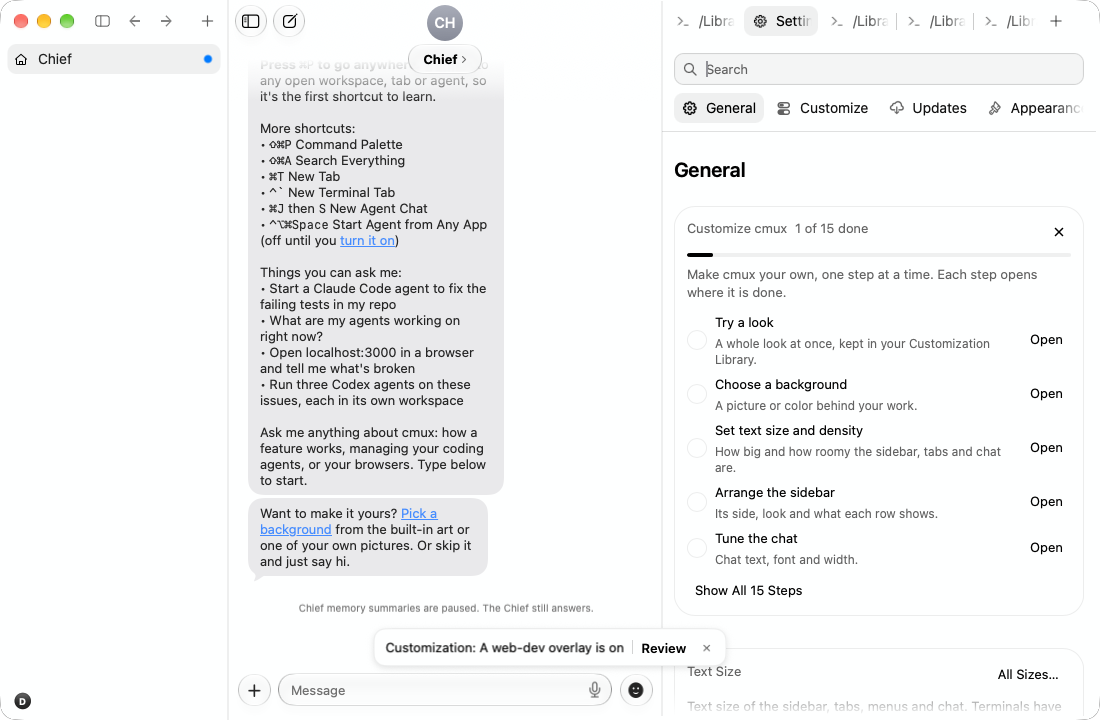 Chief
CH
Chief
Press ⌘P to go anywhere
any open workspace, tab or agent, so
it's the first shortcut to learn.
More shortcuts:
• ⇧⌘P Command Palette
• ⇧⌘A Search Everything
• ⌘T New Tab
• ^` New Terminal Tab
• ⌘J then S New Agent Chat
• ^⌥⌘Space Start Agent from Any App
(off until you turn it on)
Things you can ask me:
• Start a Claude Code agent to fix the
failing tests in my repo
• What are my agents working on
right now?
• Open localhost:3000 in a browser
and tell me what's broken
• Run three Codex agents on these
issues, each in its own workspace
Ask me anything about cmux: how a
feature works, managing your coding
agents, or your browsers. Type below
to start.
Want to make it yours? Pick a
background from the built-in art or
one of your own pictures. Or skip it
and just say hi.
Chief memory summaries are paused. The Chief still answers.
Customization: A web-dev overlay is on
Review
Message
D
/Libra
Settin
/Libra
/Libra
/Libr
Search
General
Customize
Updates
Appearanc
General
Customize cmux 1 of 15 done
Make cmux your own, one step at a time. Each step opens
where it is done.
Try a look
A whole look at once, kept in your Customization
Library.
Open
Choose a background
A picture or color behind your work.
Open
Set text size and density
How big and how roomy the sidebar, tabs and chat
are.
Open
Arrange the sidebar
Its side, look and what each row shows.
Open
Tune the chat
Chat text, font and width.
Open
Show All 15 Steps
Text Size
All Sizes...
Text size of the sidebar, tabs, menus and chat. Terminals have